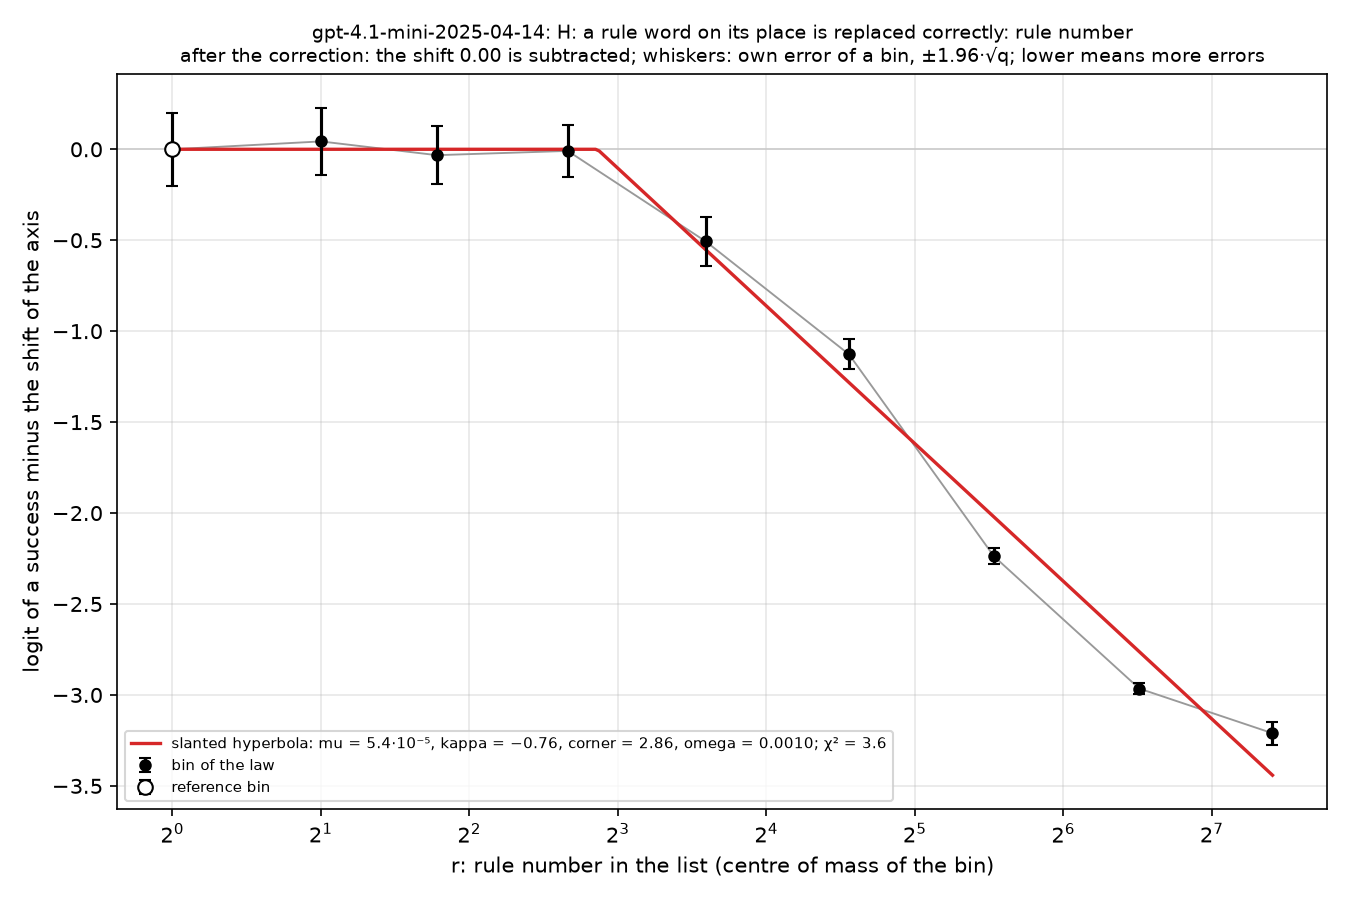 gpt-4.1-mini-2025-04-14: H: a rule word on its place is replaced correctly: rule number
after the correction: the shift 0.00 is subtracted; whiskers: own error of a bin, ±1.96·√q; lower means more errors
logit of a success minus the shift of the axis
0.0
−0.5
−1.0
−1.5
−2.0
−2.5
−3.0
−3.5
slanted hyperbola: mu = 5.4·10⁻⁵, kappa = −0.76, corner = 2.86, omega = 0.0010; χ² = 3.6
bin of the law
reference bin
2⁰ 2¹ 2² 2³ 2⁴ 2⁵ 2⁶ 2⁷
r: rule number in the list (centre of mass of the bin)